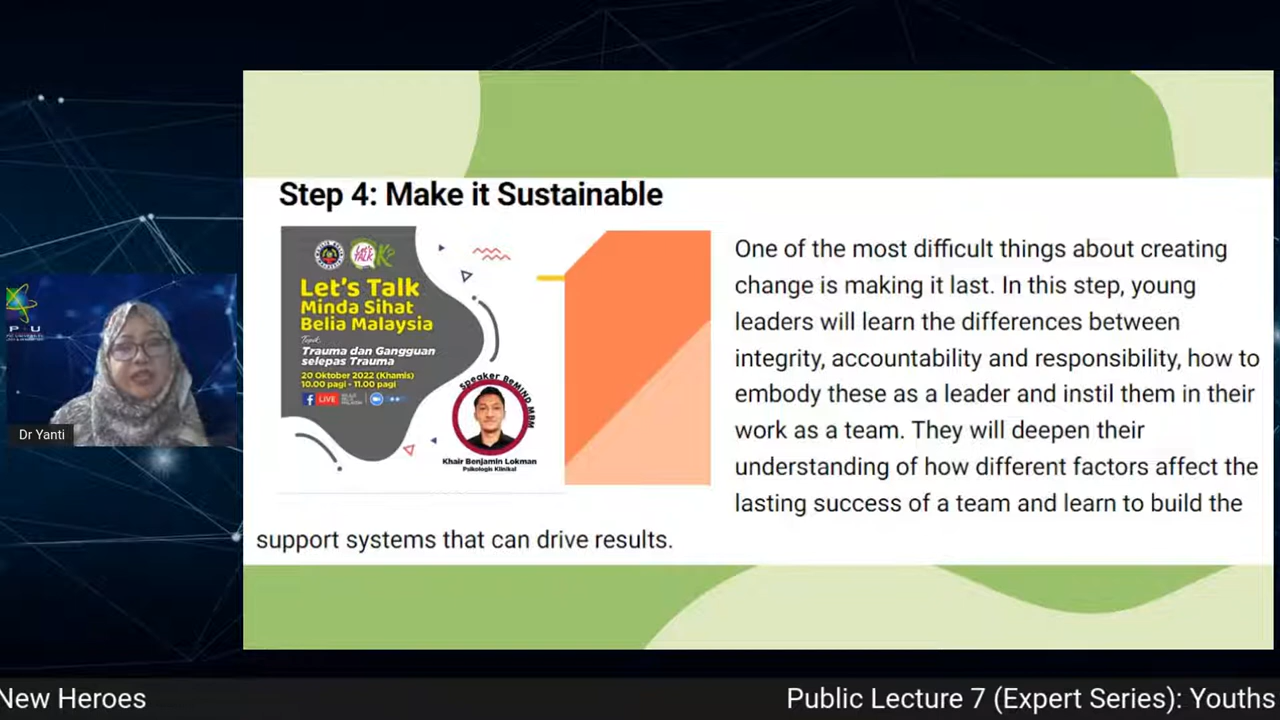 Step 4: Make it Sustainable
LET'S TALK
Let's Talk
Minda Sihat
Belia Malaysia
Topik:
Trauma dan Gangguan
selepas Trauma
20 Oktober 2022 (Khamis)
10.00 pagi - 11.00 pagi
LIVE
Speaker BeMIND MBM
Khair Benjamin Lokman
Psikologis Klinikal
One of the most difficult things about creating
change is making it last. In this step, young
leaders will learn the differences between
integrity, accountability and responsibility, how to
embody these as a leader and instil them in their
work as a team. They will deepen their
understanding of how different factors affect the
lasting success of a team and learn to build the
support systems that can drive results.
P U
Dr Yanti
New Heroes
Public Lecture 7 (Expert Series): Youths